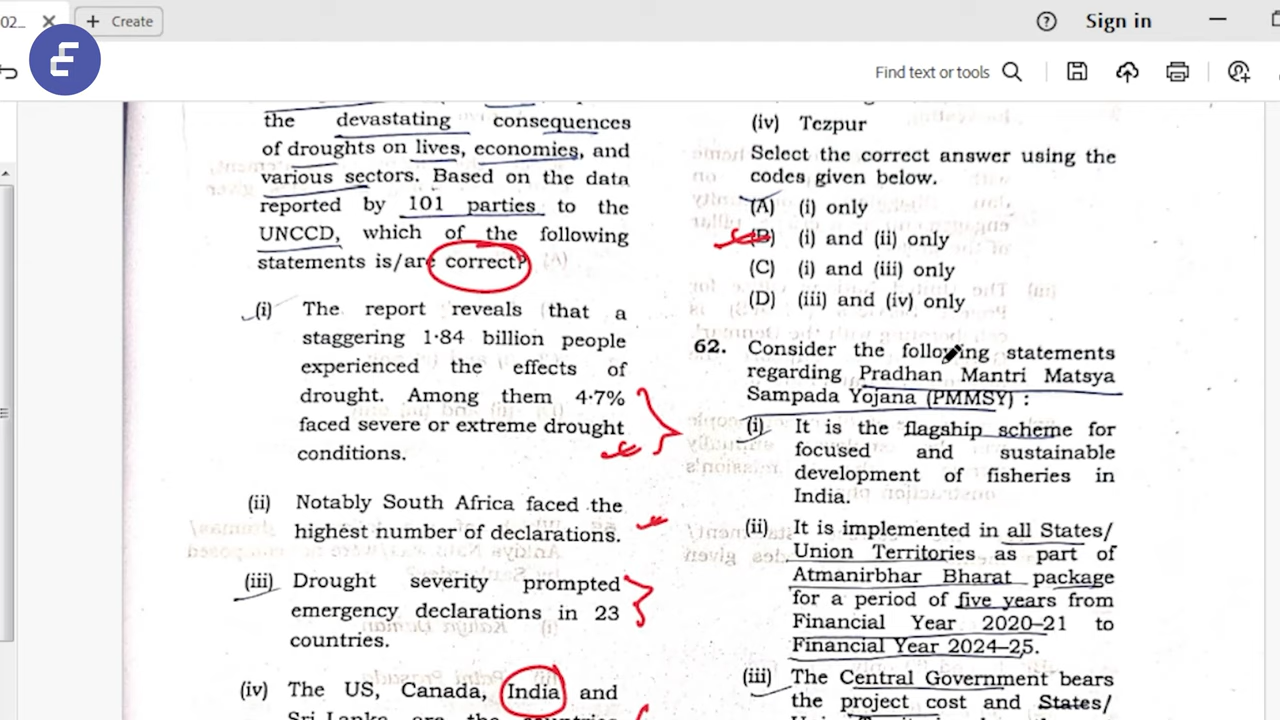 02_
Create
Sign in
Find text or tools
the devastating consequences
of droughts on lives, economies, and
various sectors. Based on the data
reported by 101 parties to the
UNCCD, which of the following
statements is/are correct?
(i) The report reveals that a
staggering 1·84 billion people
experienced the effects of
drought. Among them 4·7%
faced severe or extreme drought
conditions.
(ii) Notably South Africa faced the
highest number of declarations.
(iii) Drought severity prompted
emergency declarations in 23
countries.
(iv) The US, Canada, India and
(iv) Tezpur
Select the correct answer using the
codes given below.
(A) (i) only
(B) (i) and (ii) only
(C) (i) and (iii) only
(D) (iii) and (iv) only
62. Consider the following statements
regarding Pradhan Mantri Matsya
Sampada Yojana (PMMSY) :
(i) It is the flagship scheme for
focused and sustainable
development of fisheries in
India.
(ii) It is implemented in all States/
Union Territories as part of
Atmanirbhar Bharat package
for a period of five years from
Financial Year 2020–21 to
Financial Year 2024–25.
(iii) The Central Government bears
the project cost and States/